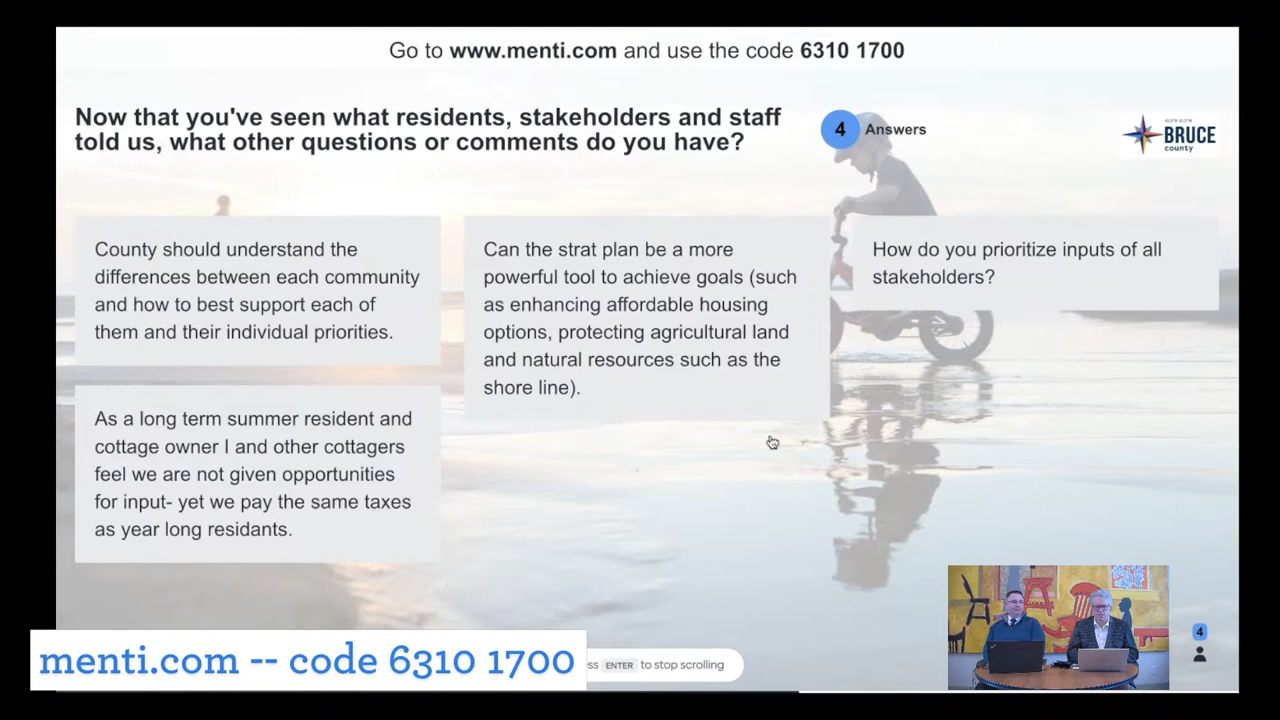 Go to www.menti.com and use the code 6310 1700
Now that you've seen what residents, stakeholders and staff
told us, what other questions or comments do you have?
4 Answers
BRUCE
county
County should understand the
differences between each community
and how to best support each of
them and their individual priorities.
As a long term summer resident and
cottage owner I and other cottagers
feel we are not given opportunities
for input- yet we pay the same taxes
as year long residants.
Can the strat plan be a more
powerful tool to achieve goals (such
as enhancing affordable housing
options, protecting agricultural land
and natural resources such as the
shore line).
How do you prioritize inputs of all
stakeholders?
menti.com -- code 6310 1700
ss ENTER to stop scrolling
4